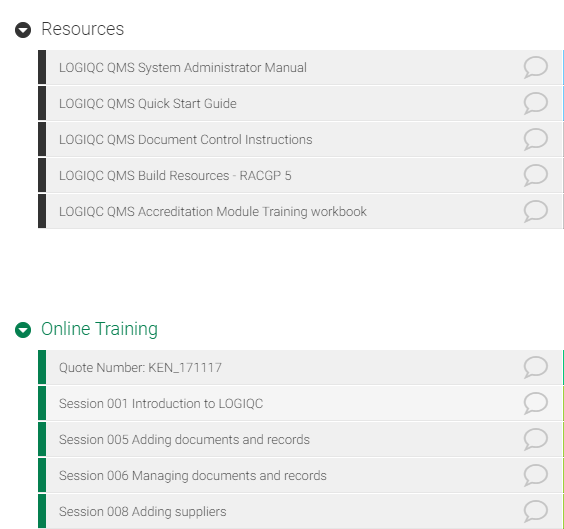 Resources
LOGIQC QMS System Administrator Manual
LOGIQC QMS Quick Start Guide
LOGIQC QMS Document Control Instructions
LOGIQC QMS Build Resources - RACGP 5
LOGIQC QMS Accreditation Module Training workbook
Online Training
Quote Number: KEN_171117
Session 001 Introduction to LOGIQC
Session 005 Adding documents and records
Session 006 Managing documents and records
Session 008 Adding suppliers